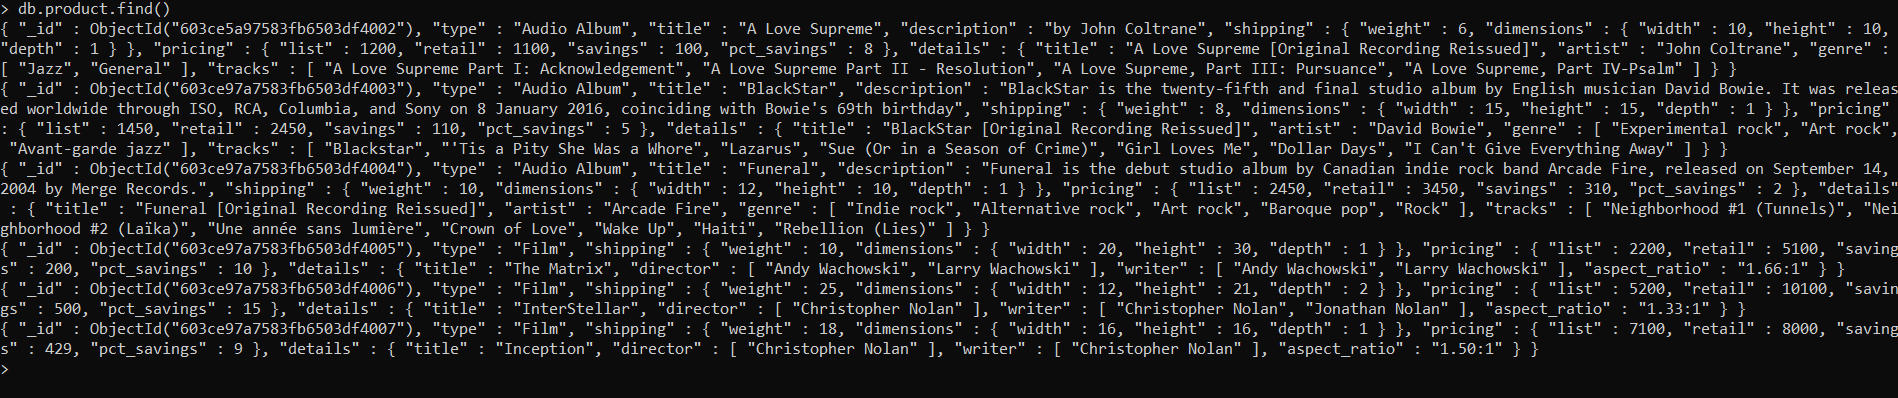 > db.product.find()
{ "_id" : ObjectId("603ce5a97583fb6503df4002"), "type" : "Audio Album", "title" : "A Love Supreme", "description" : "by John Coltrane", "shipping" : { "weight" : 6, "dimensions" : { "width" : 10, "height" : 10,
"depth" : 1 } }, "pricing" : { "list" : 1200, "retail" : 1100, "savings" : 100, "pct_savings" : 8 }, "details" : { "title" : "A Love Supreme [Original Recording Reissued]", "artist" : "John Coltrane", "genre" :
[ "Jazz", "General" ], "tracks" : [ "A Love Supreme Part I: Acknowledgement", "A Love Supreme Part II - Resolution", "A Love Supreme, Part III: Pursuance", "A Love Supreme, Part IV-Psalm" ] } }
{ "_id" : ObjectId("603ce97a7583fb6503df4003"), "type" : "Audio Album", "title" : "BlackStar", "description" : "BlackStar is the twenty-fifth and final studio album by English musician David Bowie. It was releas
ed worldwide through ISO, RCA, Columbia, and Sony on 8 January 2016, coinciding with Bowie's 69th birthday", "shipping" : { "weight" : 8, "dimensions" : { "width" : 15, "height" : 15, "depth" : 1 } }, "pricing"
: { "list" : 1450, "retail" : 2450, "savings" : 110, "pct_savings" : 5 }, "details" : { "title" : "BlackStar [Original Recording Reissued]", "artist" : "David Bowie", "genre" : [ "Experimental rock", "Art rock",
"Avant-garde jazz" ], "tracks" : [ "Blackstar", "'Tis a Pity She Was a Whore", "Lazarus", "Sue (Or in a Season of Crime)", "Girl Loves Me", "Dollar Days", "I Can't Give Everything Away" ] } }
{ "_id" : ObjectId("603ce97a7583fb6503df4004"), "type" : "Audio Album", "title" : "Funeral", "description" : "Funeral is the debut studio album by Canadian indie rock band Arcade Fire, released on September 14,
2004 by Merge Records.", "shipping" : { "weight" : 10, "dimensions" : { "width" : 12, "height" : 10, "depth" : 1 } }, "pricing" : { "list" : 2450, "retail" : 3450, "savings" : 310, "pct_savings" : 2 }, "details"
: { "title" : "Funeral [Original Recording Reissued]", "artist" : "Arcade Fire", "genre" : [ "Indie rock", "Alternative rock", "Art rock", "Baroque pop", "Rock" ], "tracks" : [ "Neighborhood #1 (Tunnels)", "Nei
ghborhood #2 (Laïka)", "Une année sans lumière", "Crown of Love", "Wake Up", "Haiti", "Rebellion (Lies)" ] } }
{ "_id" : ObjectId("603ce97a7583fb6503df4005"), "type" : "Film", "shipping" : { "weight" : 10, "dimensions" : { "width" : 20, "height" : 30, "depth" : 1 } }, "pricing" : { "list" : 2200, "retail" : 5100, "saving
s" : 200, "pct_savings" : 10 }, "details" : { "title" : "The Matrix", "director" : [ "Andy Wachowski", "Larry Wachowski" ], "writer" : [ "Andy Wachowski", "Larry Wachowski" ], "aspect_ratio" : "1.66:1" } }
{ "_id" : ObjectId("603ce97a7583fb6503df4006"), "type" : "Film", "shipping" : { "weight" : 25, "dimensions" : { "width" : 12, "height" : 21, "depth" : 2 } }, "pricing" : { "list" : 5200, "retail" : 10100, "savin
gs" : 500, "pct_savings" : 15 }, "details" : { "title" : "InterStellar", "director" : [ "Christopher Nolan" ], "writer" : [ "Christopher Nolan", "Jonathan Nolan" ], "aspect_ratio" : "1.33:1" } }
{ "_id" : ObjectId("603ce97a7583fb6503df4007"), "type" : "Film", "shipping" : { "weight" : 18, "dimensions" : { "width" : 16, "height" : 16, "depth" : 1 } }, "pricing" : { "list" : 7100, "retail" : 8000, "saving
s" : 429, "pct_savings" : 9 }, "details" : { "title" : "Inception", "director" : [ "Christopher Nolan" ], "writer" : [ "Christopher Nolan" ], "aspect_ratio" : "1.50:1" } }
>